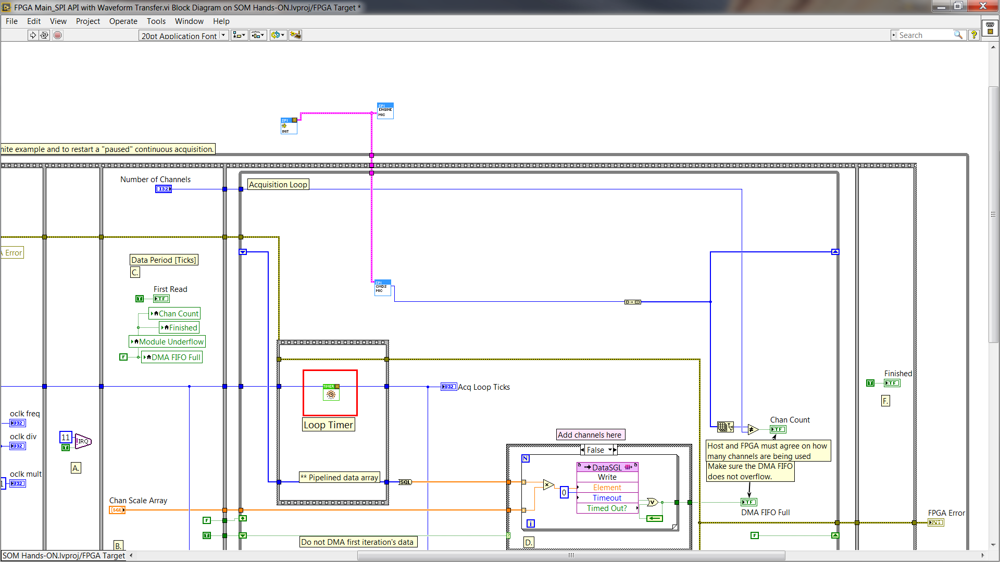 FPGA Main_SPI API with Waveform Transfer.vi Block Diagram on SOM Hands-ON.lvproj/FPGA Target *
File Edit View Project Operate Tools Window Help
20pt Application Font
Search
?
SPI
ENGINE
MIC
SPI
INIT
nite example and to restart a "paused" continuous acquisition.
Number of Channels
I32
Acquisition Loop
Error
Data Period [Ticks]
C.
First Read
T
TF
Chan Count
Finished
Module Underflow
F
DMA FIFO Full
SPI
CMDS
MIC
TIMER
Loop Timer
U32
Acq Loop Ticks
Finished
T
TF
F.
oclk freq
U32
oclk div
U32
oclk mult
U32
11
T
!IRQ
A.
Chan Count
TF
Host and FPGA must agree on how
many channels are being used
Make sure the DMA FIFO
does not overflow.
TF
DMA FIFO Full
Add channels here
False
N
DataSGL
Write
Element
Timeout
Timed Out?
0
i
D.
** Pipelined data array
SGL
Chan Scale Array
SGL
F
T
Do not DMA first iteration's data
B.
FPGA Error
F
SOM Hands-ON.lvproj/FPGA Target